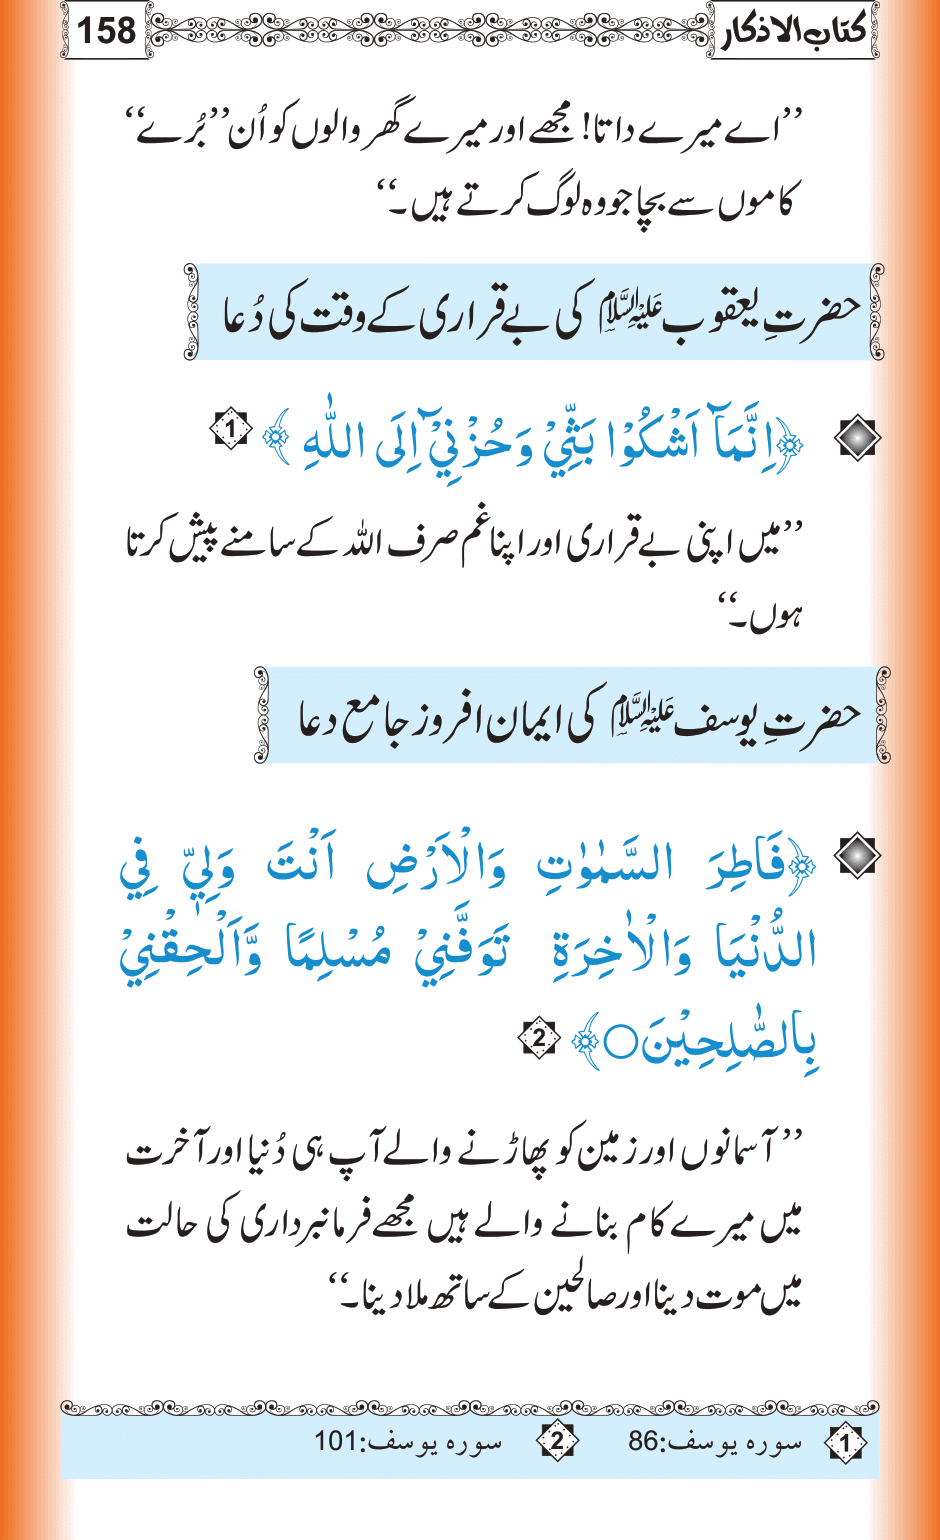 كتاب الاذكار 158
’’اے میرے داتا! مجھے اور میرے گھر والوں کو اُن ’’بُرے‘‘
کاموں سے بچا جو وہ لوگ کرتے ہیں۔‘‘
حضرتِ یعقوب علیہ السلام کی بے قراری کے وقت کی دُعا
﴿اِنَّمَاۤ اَشْكُوْا بَثِّيْ وَحُزْنِيْۤ اِلَى اللّٰهِ﴾ 1
’’میں اپنی بے قراری اور اپنا غم صرف اللہ کے سامنے پیش کرتا
ہوں۔‘‘
حضرتِ یوسف علیہ السلام کی ایمان افروز جامع دعا
﴿فَاطِرَ السَّمٰوٰتِ وَالْاَرْضِ اَنْتَ وَلِيّٖ فِي
الدُّنْيَا وَالْاٰخِرَةِ تَوَفَّنِيْ مُسْلِمًا وَّاَلْحِقْنِيْ
بِالصّٰلِحِيْنَ○﴾ 2
’’آسمانوں اور زمین کو پھاڑنے والے آپ ہی دُنیا اور آخرت
میں میرے کام بنانے والے ہیں مجھے فرمانبرداری کی حالت
میں موت دینا اور صالحین کے ساتھ ملا دینا۔‘‘
1 سورہ یوسف:86 2 سورہ یوسف:101